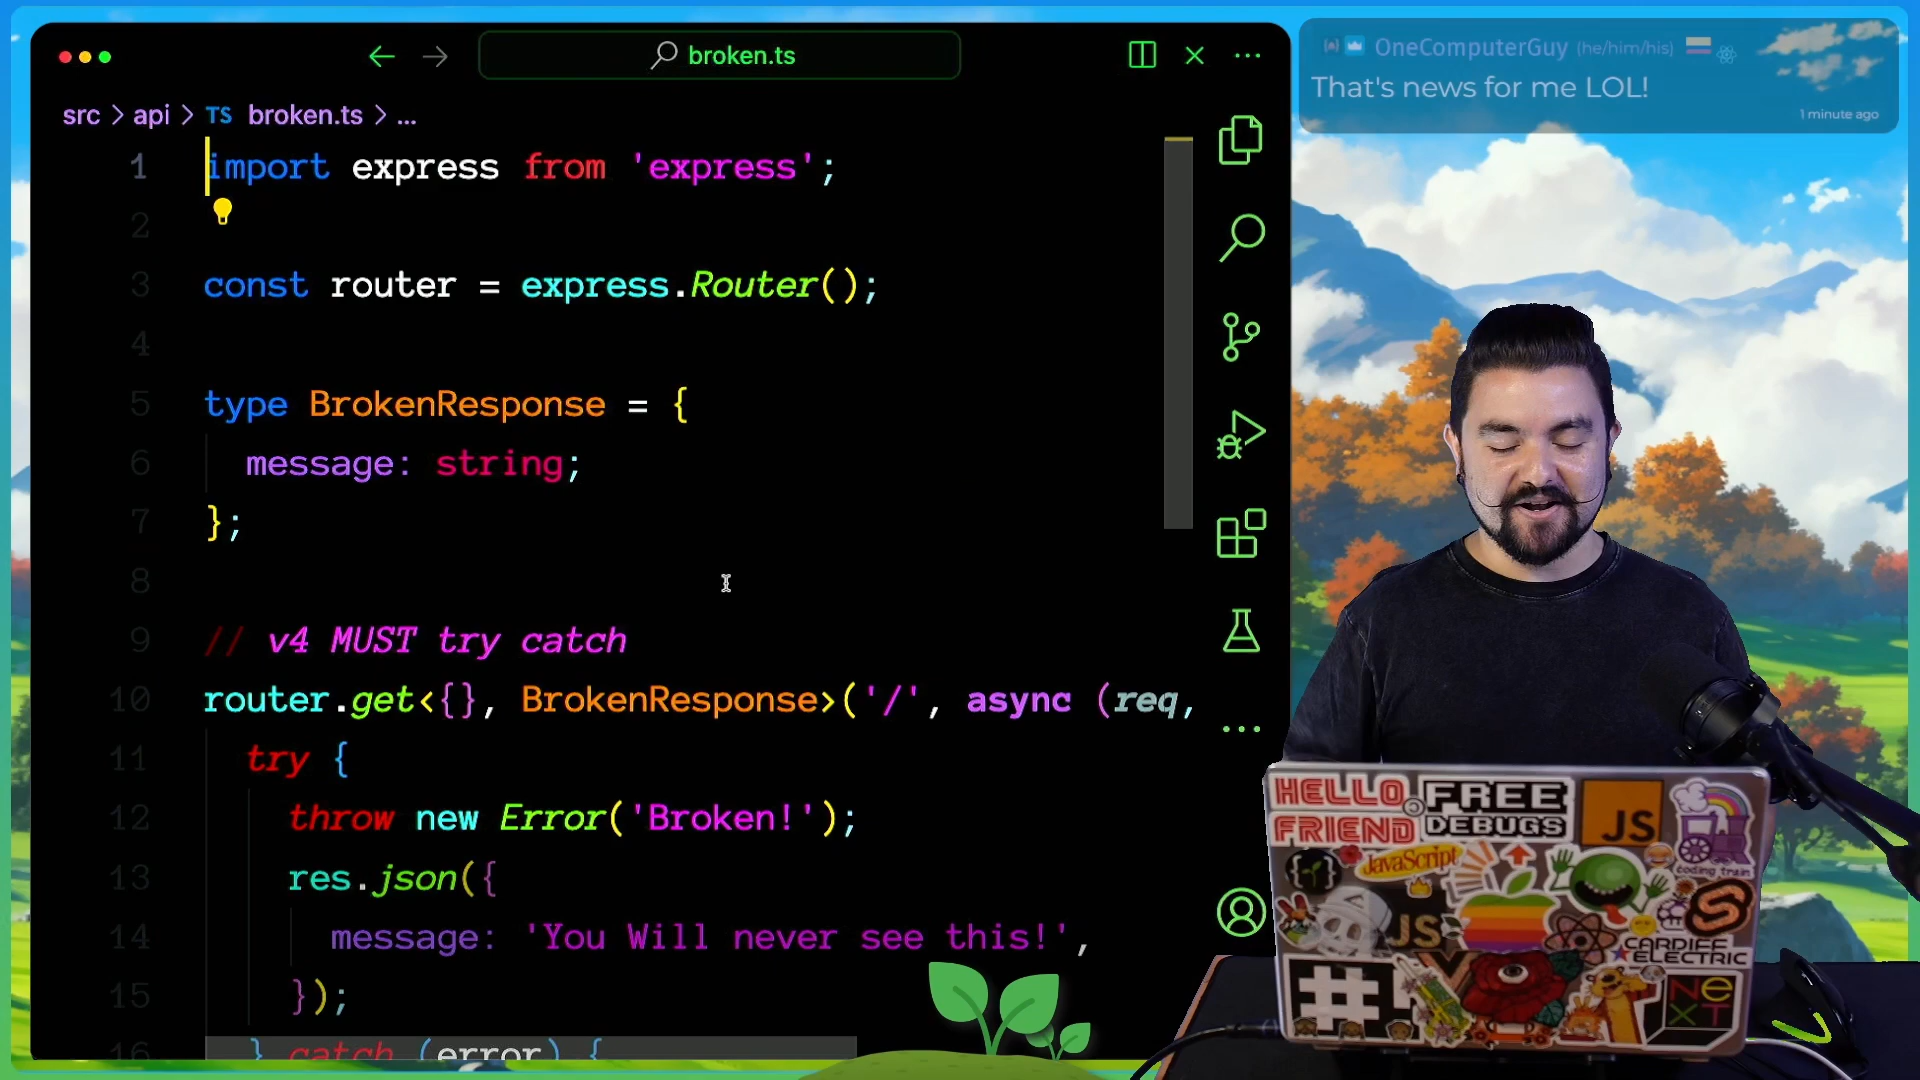 broken.ts
src > api > TS broken.ts > ...
1 import express from 'express';
2
3 const router = express.Router();
4
5 type BrokenResponse = {
6 message: string;
7 };
8
9 // v4 MUST try catch
10 router.get<{}, BrokenResponse>('/', async (req,
11 try {
12 throw new Error('Broken!');
13 res.json({
14 message: 'You Will never see this!',
15 });
16 } catch (error) {
OneComputerGuy (he/him/his)
That's news for me LOL!
1 minute ago
HELLO
FRIEND
FREE
DEBUGS
JS
JavaScript
coding train
JS
CARDIFF
ELECTRIC
#
NEXT